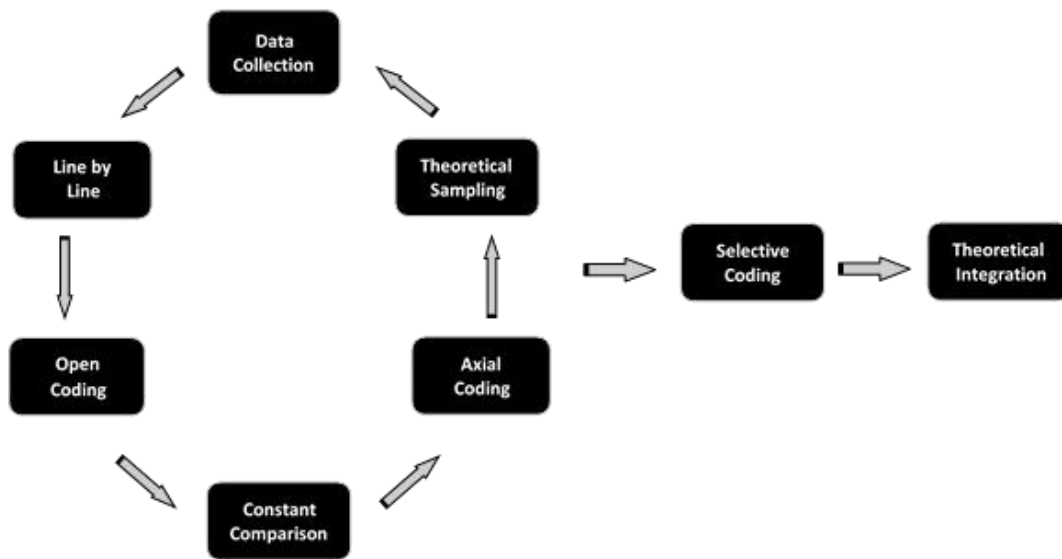 Data
Collection
Line by
Line
Theoretical
Sampling
Selective
Coding
Theoretical
Integration
Open
Coding
Axial
Coding
Constant
Comparison